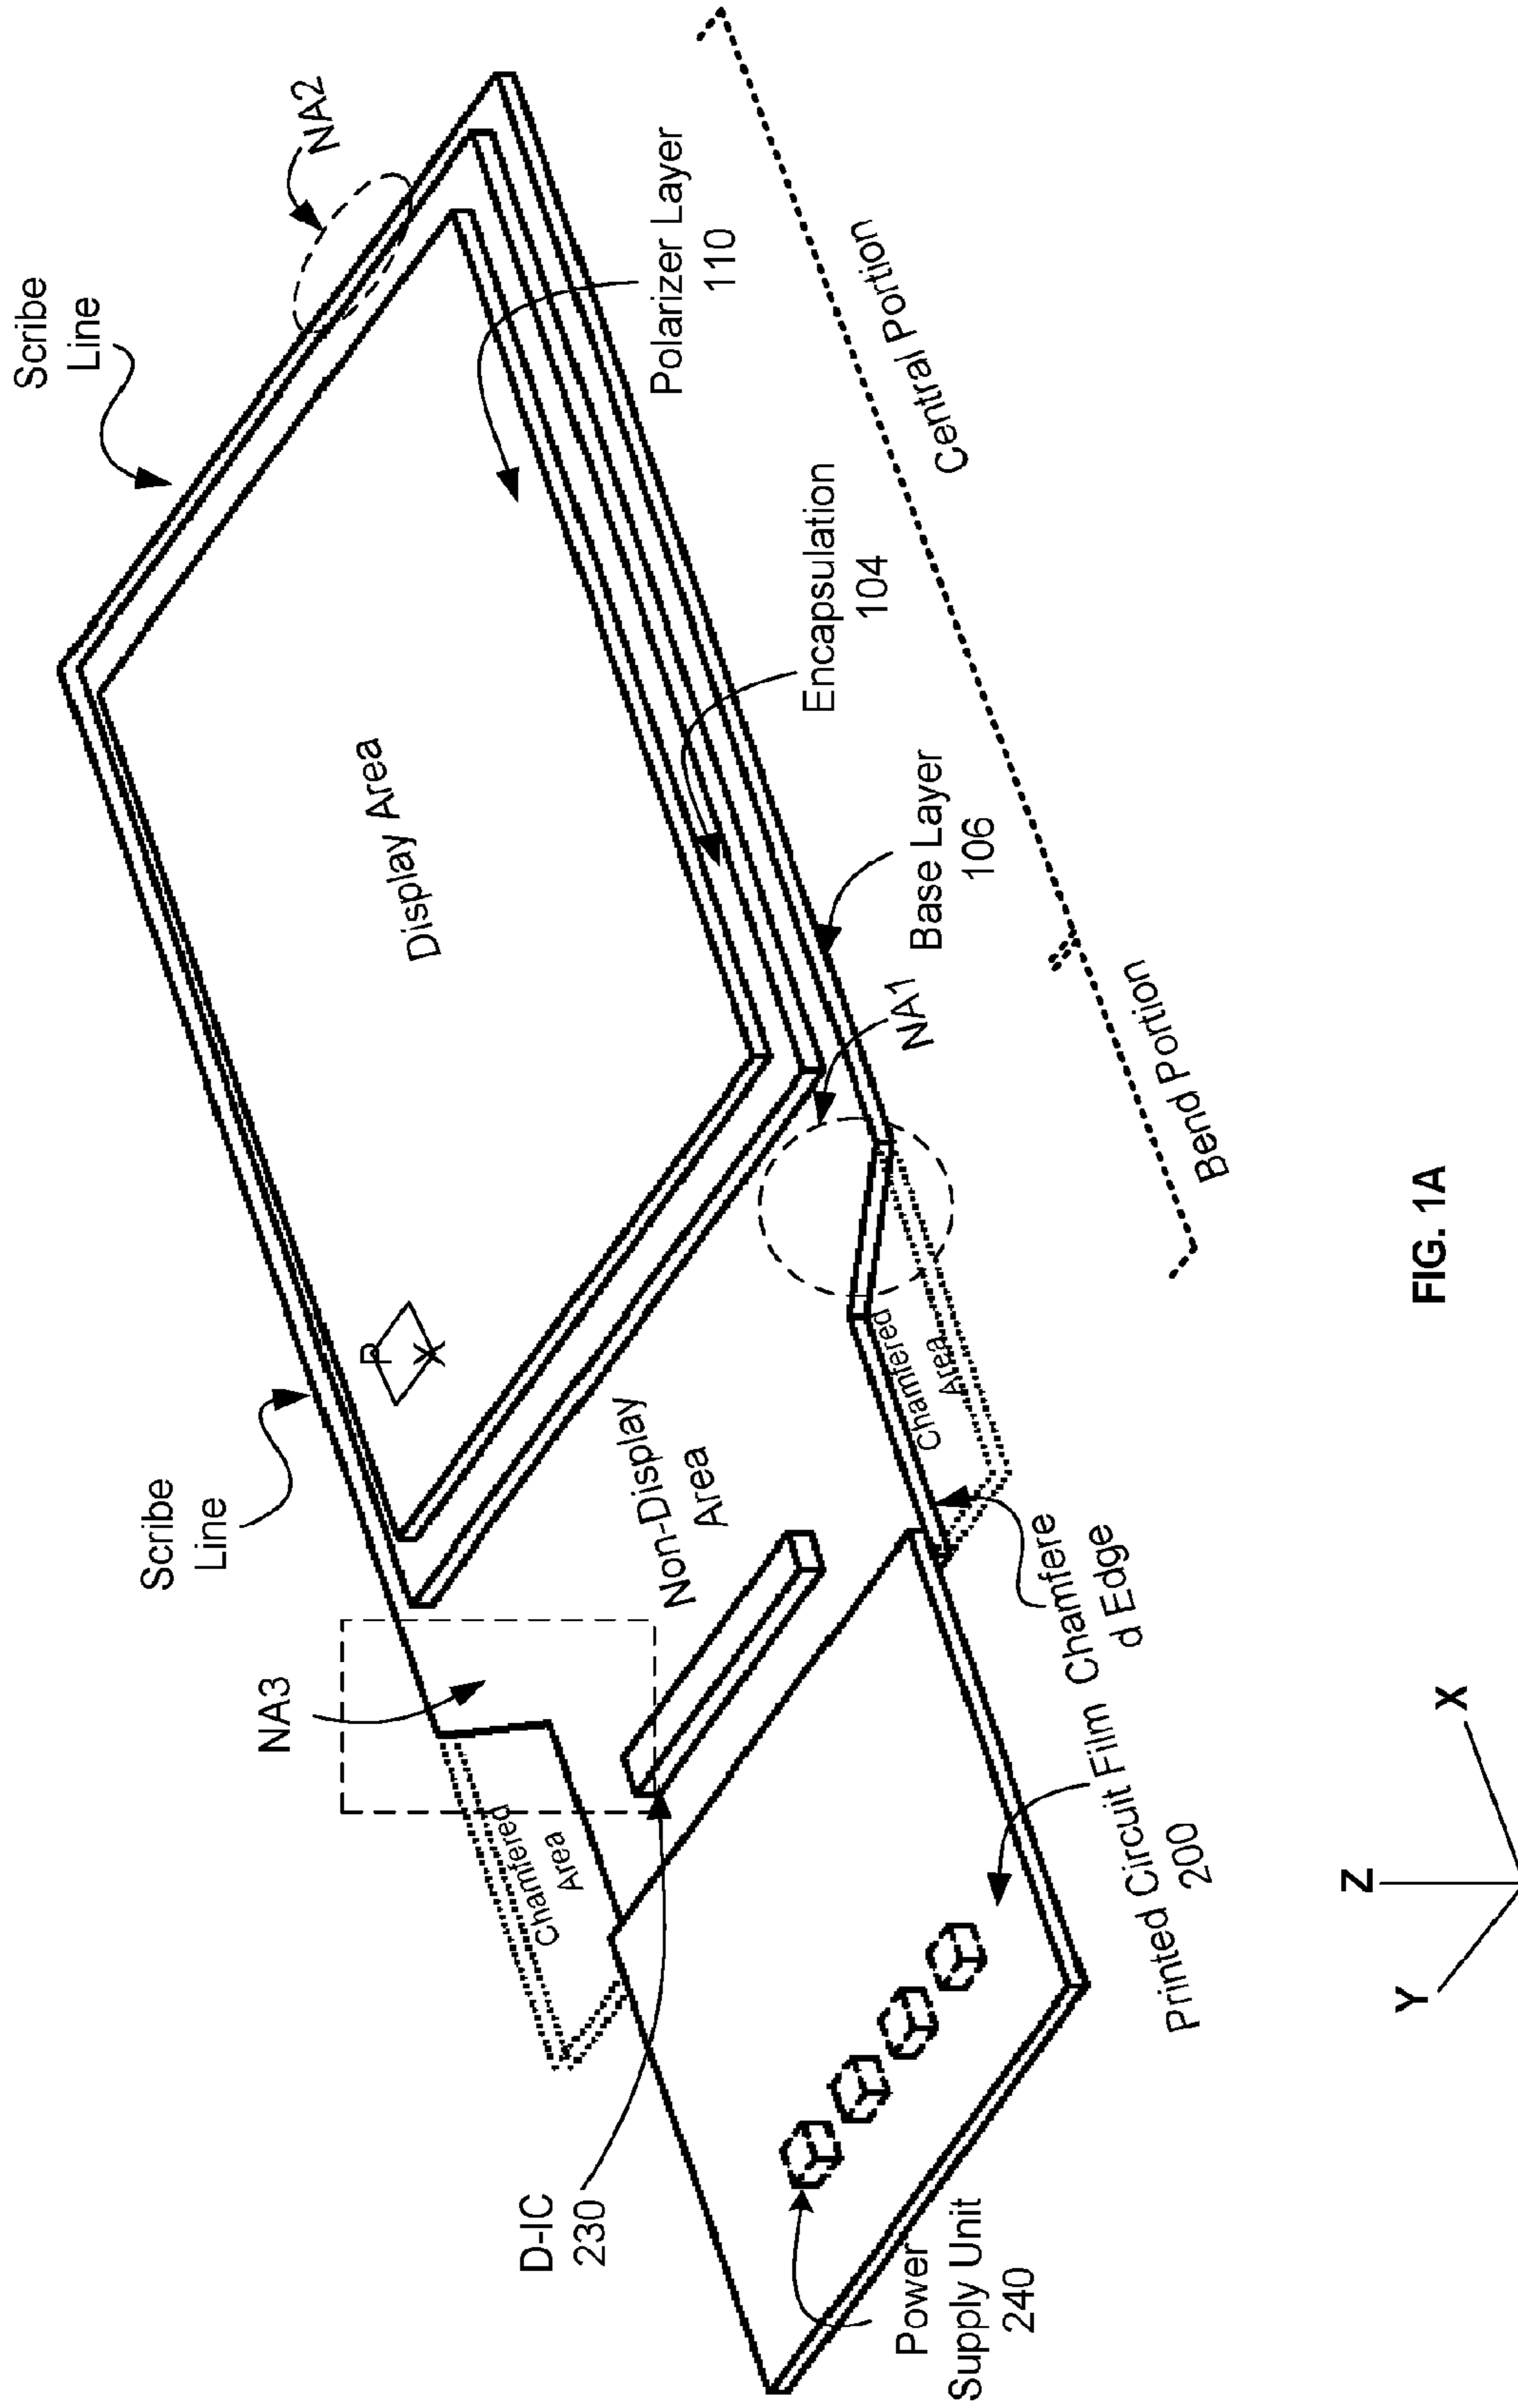 Scribe
Line
NA2
Scribe
Line
Display Area
P
X
Polarizer Layer
110
NA3
Encapsulation
104
Non-Display
Area
Base Layer
106
NA1
Central Portion
Chamfered
Area
Chamfered
Area
Bend Portion
D-IC
230
Chamfere
d Edge
Printed Circuit Film
200
Power
Supply Unit
240
Z
Y
X
FIG. 1A